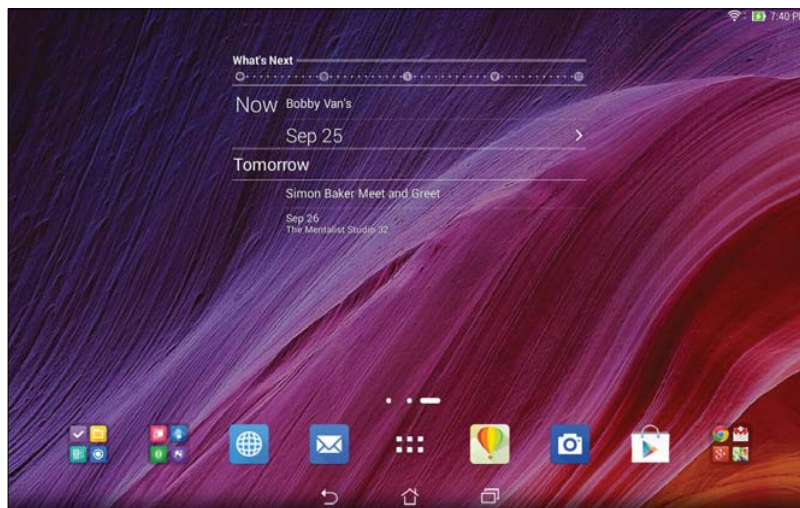 7:40 P
What's Next
Now Bobby Van's
Sep 25
Tomorrow
Simon Baker Meet and Greet
Sep 26
The Mentalist Studio 32